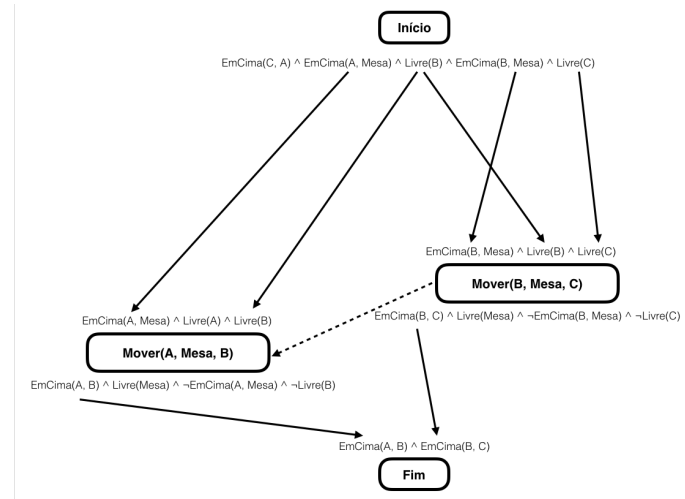 Início
EmCima(C, A) ^ EmCima(A, Mesa) ^ Livre(B) ^ EmCima(B, Mesa) ^ Livre(C)
EmCima(B, Mesa) ^ Livre(B) ^ Livre(C)
Mover(B, Mesa, C)
EmCima(B, C) ^ Livre(Mesa) ^ ¬EmCima(B, Mesa) ^ ¬Livre(C)
EmCima(A, Mesa) ^ Livre(A) ^ Livre(B)
Mover(A, Mesa, B)
EmCima(A, B) ^ Livre(Mesa) ^ ¬EmCima(A, Mesa) ^ ¬Livre(B)
EmCima(A, B) ^ EmCima(B, C)
Fim